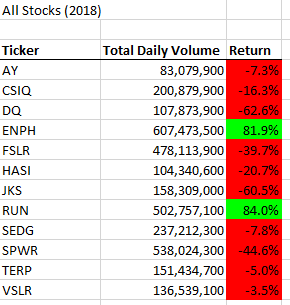 All Stocks (2018)
Ticker Total Daily Volume Return
AY 83,079,900 -7.3%
CSIQ 200,879,900 -16.3%
DQ 107,873,900 -62.6%
ENPH 607,473,500 81.9%
FSLR 478,113,900 -39.7%
HASI 104,340,600 -20.7%
JKS 158,309,000 -60.5%
RUN 502,757,100 84.0%
SEDG 237,212,300 -7.8%
SPWR 538,024,300 -44.6%
TERP 151,434,700 -5.0%
VSLR 136,539,100 -3.5%